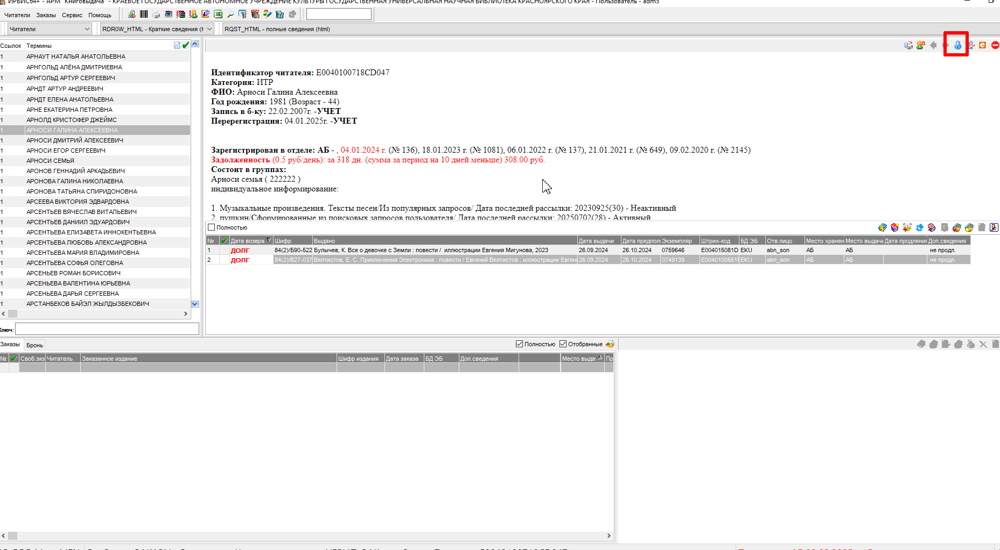 ИРБИС64+ - АРМ "Книговыдача" - КРАЕВОЕ ГОСУДАРСТВЕННОЕ АВТОНОМНОЕ УЧРЕЖДЕНИЕ КУЛЬТУРЫ ГОСУДАРСТВЕННАЯ УНИВЕРСАЛЬНАЯ НАУЧНАЯ БИБЛИОТЕКА КРАСНОЯРСКОГО КРАЯ - Пользователь - adm5
Читатели Заказы Сервис Помощь
Читатели RDR0W_HTML - Краткие сведения (H RQST_HTML - полные сведения (html)
Ссылок Термины
1 АРНАУТ НАТАЛЬЯ АНАТОЛЬЕВНА
1 АРНГОЛЬД АЛЁНА ДМИТРИЕВНА
1 АРНГОЛЬД АРТУР СЕРГЕЕВИЧ
1 АРНДТ АРТУР АНДРЕЕВИЧ
1 АРНДТ ЕЛЕНА АНАТОЛЬЕВНА
1 АРНЕ ЕКАТЕРИНА ПЕТРОВНА
1 АРНОЛД КРИСТОФЕР ДЖЕЙМС
1 АРНОСИ ГАЛИНА АЛЕКСЕЕВНА
1 АРНОСИ ДМИТРИЙ АЛЕКСЕЕВИЧ
1 АРНОСИ ЕГОР СЕРГЕЕВИЧ
1 АРНОСИ СЕМЬЯ
1 АРОНОВ ГЕННАДИЙ АРКАДЬЕВИЧ
1 АРОНОВА ГАЛИНА НИКОЛАЕВНА
1 АРОНОВА ТАТЬЯНА СПИРИДОНОВНА
1 АРСЕЕВА ВИКТОРИЯ ЭДВАРДОВНА
1 АРСЕНТЬЕВ ВЯЧЕСЛАВ ВИТАЛЬЕВИЧ
1 АРСЕНТЬЕВ ДАНИИЛ ЭДУАРДОВИЧ
1 АРСЕНТЬЕВА ЕЛИЗАВЕТА ИННОКЕНТЬЕВНА
1 АРСЕНТЬЕВА ЛЮБОВЬ АЛЕКСАНДРОВНА
1 АРСЕНТЬЕВА МАРИЯ ВЛАДИМИРОВНА
1 АРСЕНТЬЕВА СОФЬЯ ОЛЕГОВНА
1 АРСЕНЬЕВ РОМАН БОРИСОВИЧ
1 АРСЕНЬЕВА ВАЛЕНТИНА ЮРЬЕВНА
1 АРСЕНЬЕВА ДАРЬЯ СЕРГЕЕВНА
1 АРСТАНБЕКОВ БАЙЭЛ ЖЫЛДЫЗБЕКОВИЧ
Ключ:
Идентификатор читателя: E0040100718CD047
Категория: ИТР
ФИО: Арноси Галина Алексеевна
Год рождения: 1981 (Возраст - 44)
Запись в б-ку: 22.02.2007г. -УЧЕТ
Перерегистрация: 04.01.2025г. -УЧЕТ
Зарегистрирован в отделе: АБ - , 04.01.2024 г. (№ 136), 18.01.2023 г. (№ 1081), 06.01.2022 г. (№ 137), 21.01.2021 г. (№ 649), 09.02.2020 г. (№ 2145)
Задолженность (0.5 руб/день): за 318 дн. (сумма за период на 10 дней меньше) 308.00 руб.
Состоит в группах:
Арноси семья ( 222222 )
индивидуальное информирование:
1. Музыкальные произведения. Тексты песен/Из популярных запросов/ Дата последней рассылки: 20230925(30) - Неактивный
2. пушкин/Сформированные из поисковых запросов пользователя/ Дата последней рассылки: 20250702(28) - Активный
Полностью
№ Дата возвра Шифр Выдано Дата выдачи Дата предпол Экземпляр Штрих-код БД ЭБ Отв.лицо Место хранен Место выдачи Дата продления Доп.сведения
1 ДОЛГ 84(2)/Б90-522 Булычев, К. Все о девочке с Земли : повести / иллюстрации Евгения Мигунова, 2023 26.09.2024 26.10.2024 0759646 E004015081D EKU abn_son АБ АБ не продл.
2 ДОЛГ 84(2)/В27-037 Велтистов, Е. С. Приключения Электроника : повести / Евгений Велтистов ; иллюстрации Евген 26.09.2024 26.10.2024 0749139 E0040100551 EKU abn_son АБ АБ не продл.
Заказы Бронь Полностью Отобранные
№ Своб.экз Читатель Заказанное издание Шифр издания Дата заказа БД ЭБ Доп.сведения Место выда Пр